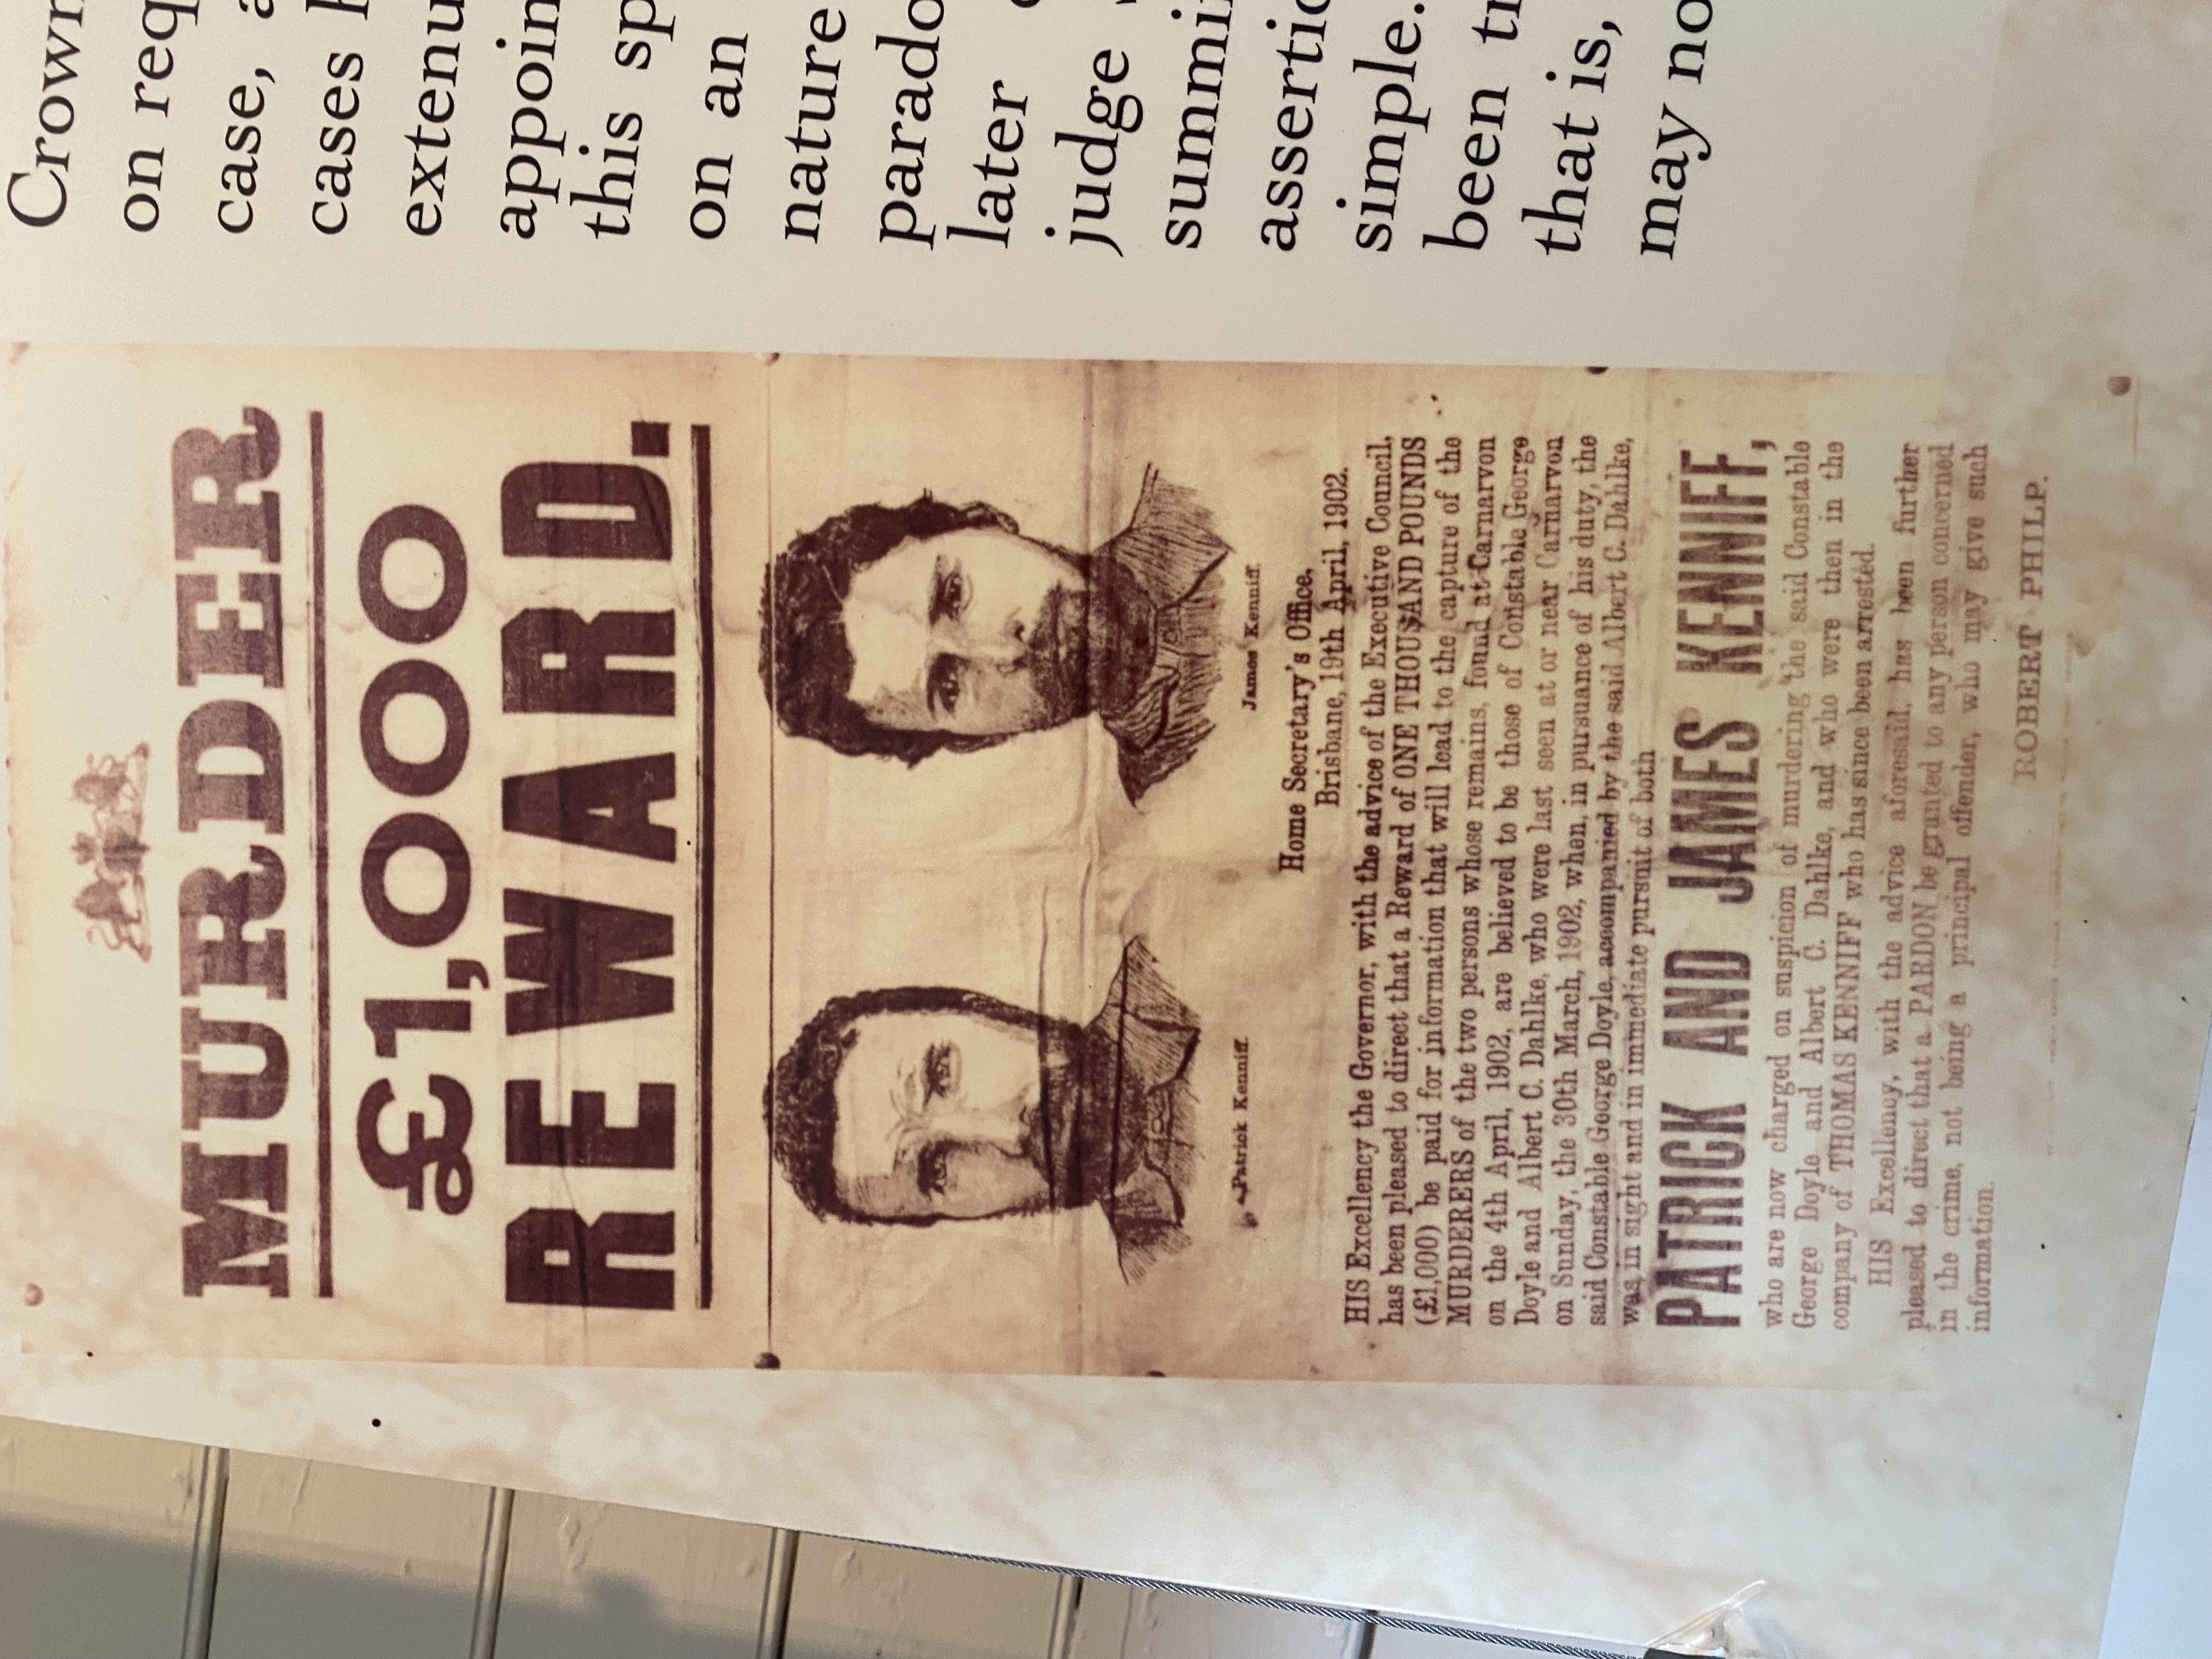 MURDER
£1,000
REWARD.
Patrick Kenniff.
James Kenniff.
Home Secretary's Office,
Brisbane, 19th April, 1902.
HIS Excellency the Governor, with the advice of the Executive Council,
has been pleased to direct that a Reward of ONE THOUSAND POUNDS
(£1,000) be paid for information that will lead to the capture of the
MURDERERS of the two persons whose remains, found at Carnarvon
on the 4th April, 1902, are believed to be those of Constable George
Doyle and Albert C. Dahlke, who were last seen at or near Carnarvon
on Sunday, the 30th March, 1902, when, in pursuance of his duty, the
said Constable George Doyle, accompanied by the said Albert C. Dahlke,
was in sight and in immediate pursuit of both
PATRICK AND JAMES KENNIFF,
who are now charged on suspicion of murdering the said Constable
George Doyle and Albert C. Dahlke, and who were then in the
company of THOMAS KENNIFF who has since been arrested.
HIS Excellency, with the advice aforesaid, has been further
pleased to direct that a PARDON be granted to any person concerned
in the crime, not being a principal offender, who may give such
information.
ROBERT PHILP.
Crown
on req
case, a
cases
extenu
appoin
this sp
on an
nature
parado
later
judge
summi
asserti
simple.
been
that is,
may no